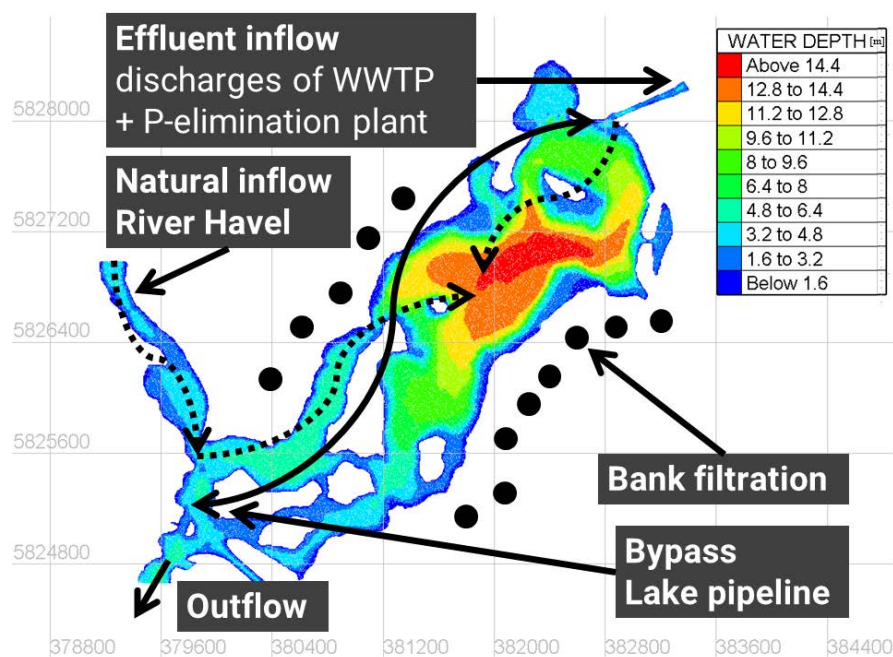 Effluent inflow
discharges of WWTP
+ P-elimination plant
WATER DEPTH [m]
Above 14.4
12.8 to 14.4
11.2 to 12.8
9.6 to 11.2
8 to 9.6
6.4 to 8
4.8 to 6.4
3.2 to 4.8
1.6 to 3.2
Below 1.6
Natural inflow
River Havel
5828000
5827200
5826400
5825600
5824800
Bank filtration
Bypass
Lake pipeline
Outflow
378800
379600
380400
381200
382000
382800
383600
384400